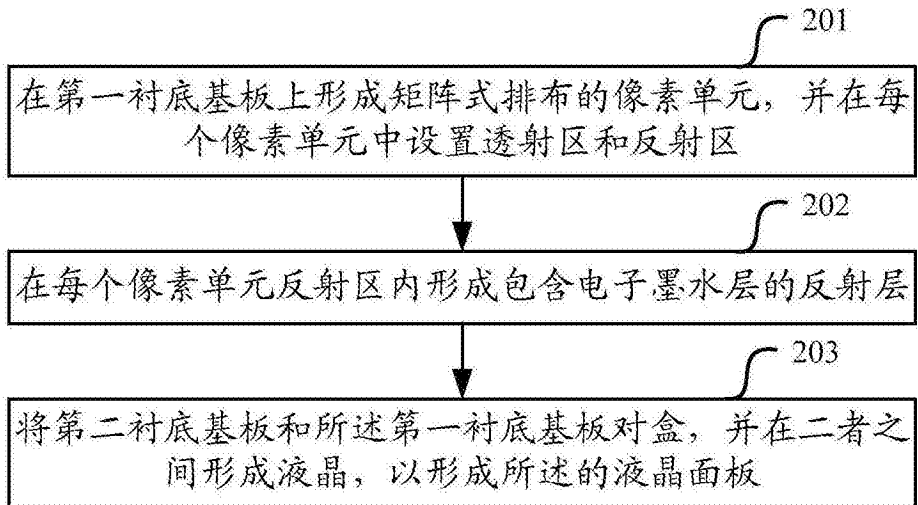 201
在第一衬底基板上形成矩阵式排布的像素单元，并在每
个像素单元中设置透射区和反射区
202
在每个像素单元反射区内形成包含电子墨水层的反射层
203
将第二衬底基板和所述第一衬底基板对盒，并在二者之
间形成液晶，以形成所述的液晶面板